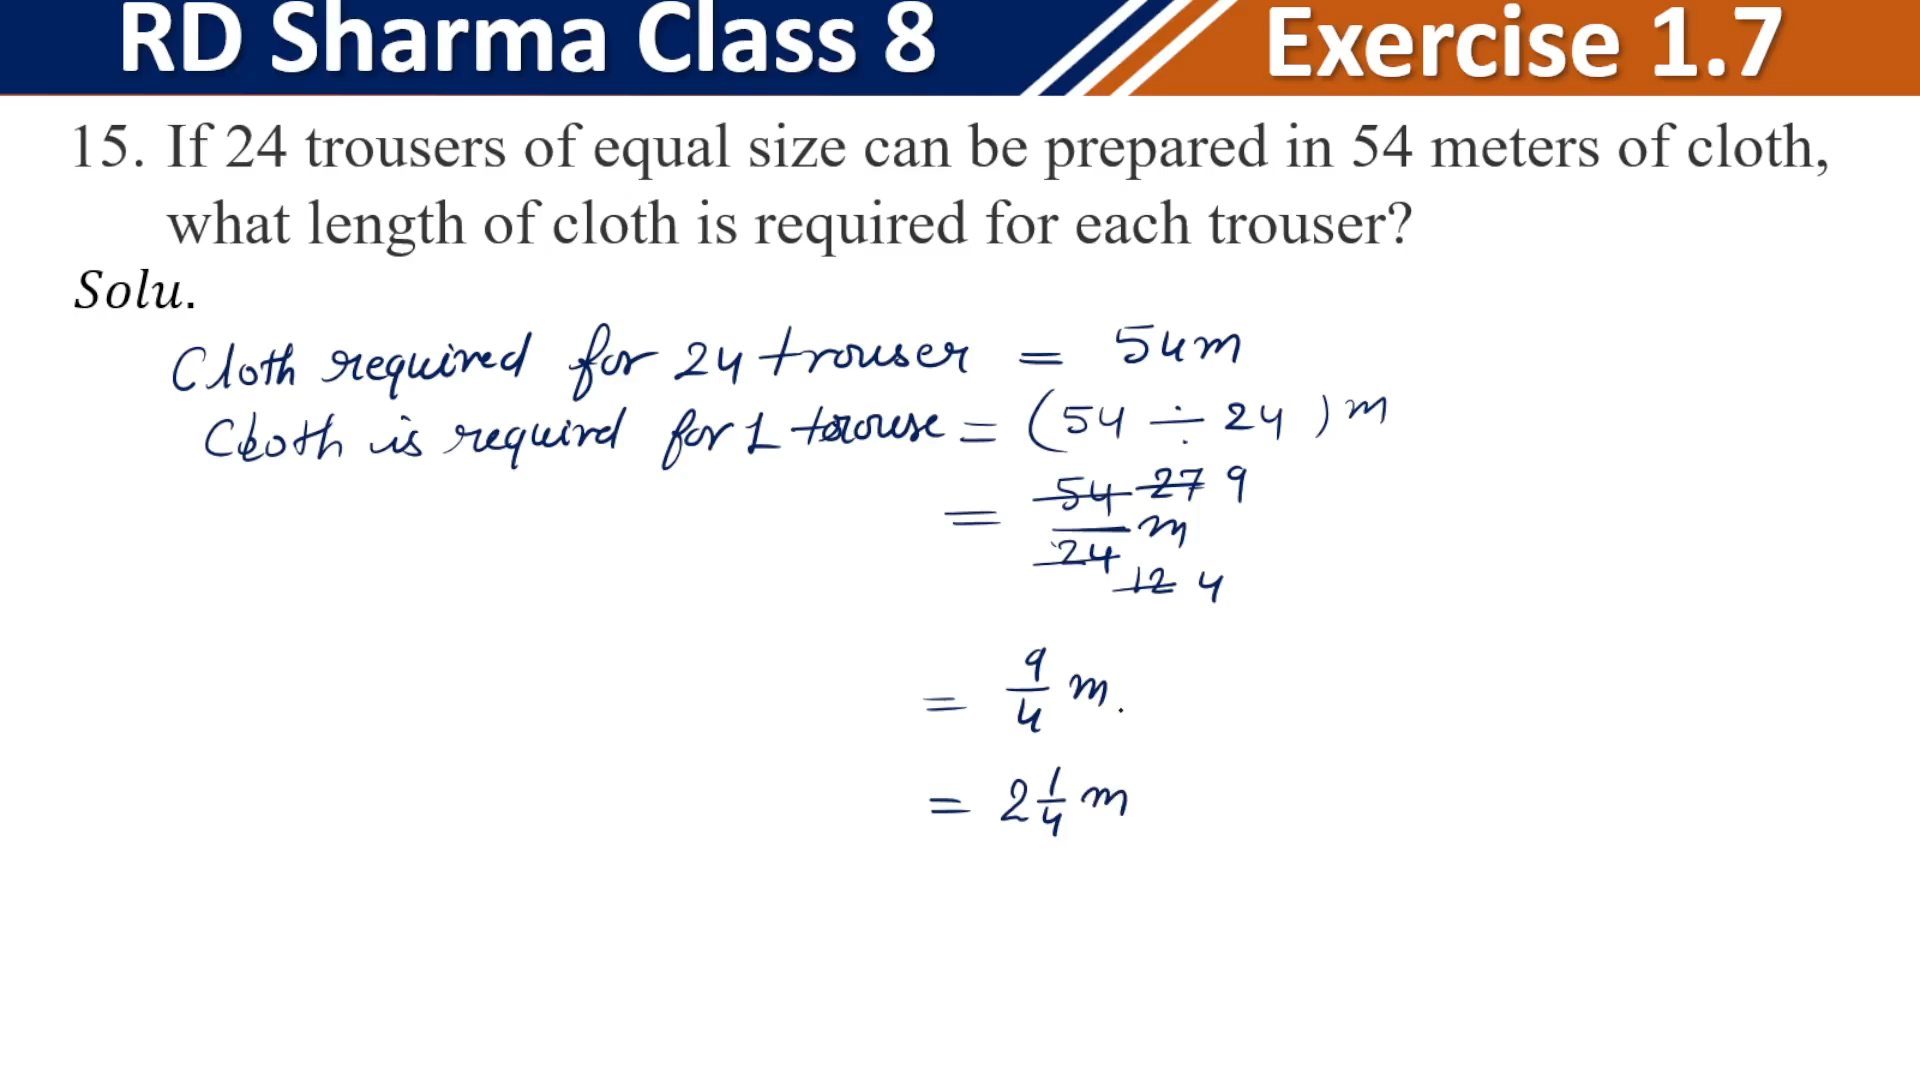 RD Sharma Class 8 Exercise 1.7
15. If 24 trousers of equal size can be prepared in 54 meters of cloth,
what length of cloth is required for each trouser?
Solu.
Cloth required for 24 trouser = 54m
Cloth is required for 1 trouse = (54 ÷ 24) m
= 54/24 m 27 9 12 4
= 9/4 m.
= 2 1/4 m